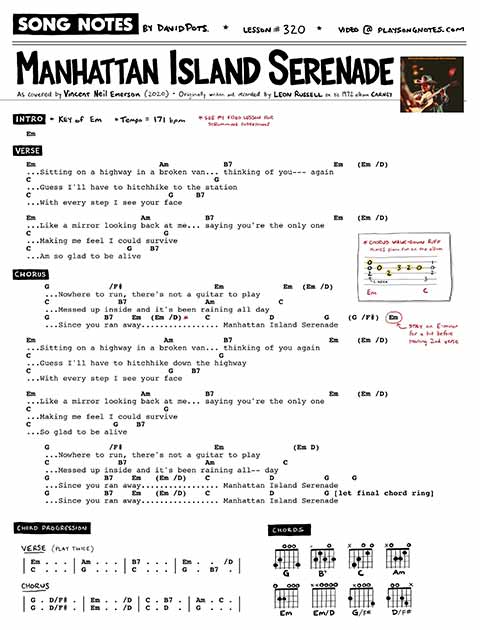 SONG NOTES BY DAVID POTS. * LESSON # 320 * VIDEO @ PLAYSONGNOTES.COM
MANHATTAN ISLAND SERENADE
As covered by Vincent Neil Emerson (2020) • Originally written and recorded by LEON RUSSELL on his 1972 album CARNEY
INTRO • KEY of Em • Tempo = 171 bpm * SEE MY FULL LESSON FOR
STRUMMING
Em
VERSE
Em Am B7 Em (Em /D)
...Sitting on a highway in a broken van... thinking of you--- again
C G
...Guess I'll have to hitchhike to the station
C G B7
...With every step I see your face
Em Am B7 Em (Em /D)
...Like a mirror looking back at me... saying you're the only one
C G
...Making me feel I could survive
C G B7
...Am so glad to be alive
* CHORUS WALK-DOWN RIFF
Em C
CHORUS
G /F# Em (Em /D)
...Nowhere to run, there's not a guitar to play
C B7 Am C
...Messed up inside and it's been raining all day
G B7 Em (Em /D) * C D G (G /F#) Em
...Since you ran away................. Manhattan Island Serenade
STAY ON E-minor
for a bit before
starting 2nd verse
Em Am B7 Em (Em /D)
...Sitting on a highway in a broken van... thinking of you again
C G
...Guess I'll have to hitchhike down the highway
C G B7
...With every step I see your face
Em Am B7 Em (Em /D)
...Like a mirror looking back at me... saying you're the only one
C G
...Making me feel I could survive
C G B7
...So glad to be alive
G /F# Em (Em D)
...Nowhere to run, there's not a guitar to play
C B7 Am C
...Messed up inside and it's been raining all-- day
G B7 Em (Em /D) C D G G
...Since you ran away................. Manhattan Island Serenade
G B7 Em (Em /D) C D G [let final chord ring]
...Since you ran away................. Manhattan Island Serenade
CHORD PROGRESSION
VERSE (PLAY TWICE)
| Em . . . | Am . . . | B7 . . . | Em . . /D |
| C . . . | G . . . | C . . . | G . B7 . |
CHORUS
| G . D/F# . | Em . . /D | C . B7 . | Am . C . |
| G . D/F# . | Em . . /D | C . D . | G . . . |
CHORDS
G B7 C Am
Em Em/D G/F# D/F#